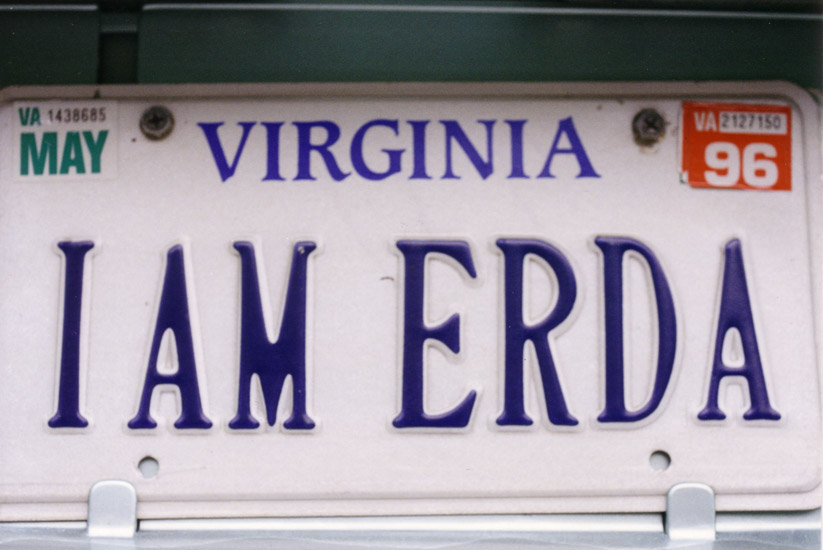 VA 1438685
MAY
VIRGINIA
VA 2127150
96
I AM ERDA